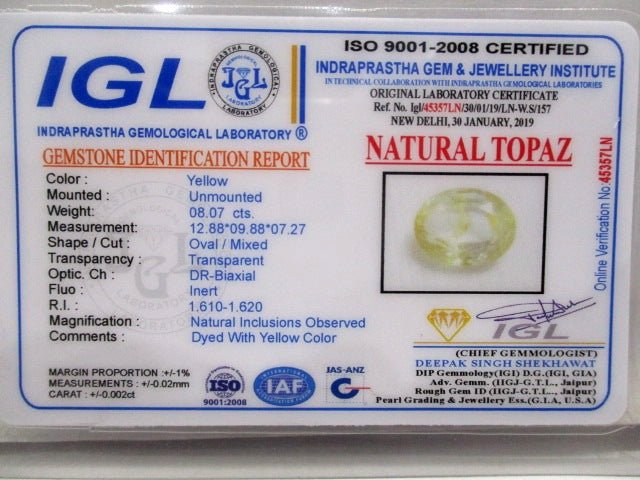 IGL
INDRAPRASTHA GEMOLOGICAL LABORATORY
IGL
ISO 9001-2008 CERTIFIED
INDRAPRASTHA GEM & JEWELLERY INSTITUTE
IN TECHNICAL COLLABORATION WITH INDRAPRASTHA GEMOLOGICAL LABORATORIES
ORIGINAL LABORATORY CERTIFICATE
Ref. No. Igl/45357LN/30/01/19/LN-W.S/157
NEW DELHI, 30 JANUARY, 2019
INDRAPRASTHA GEMOLOGICAL LABORATORY ®
GEMSTONE IDENTIFICATION REPORT
NATURAL TOPAZ
Color : Yellow
Mounted : Unmounted
Weight: 08.07 cts.
Measurement: 12.88*09.88*07.27
Shape / Cut : Oval / Mixed
Transparency : Transparent
Optic. Ch : DR-Biaxial
Fluo : Inert
R.I. : 1.610-1.620
Magnification : Natural Inclusions Observed
Comments : Dyed With Yellow Color
Online Verification No: 45357LN
IGL
(CHIEF GEMMOLOGIST)
DEEPAK SINGH SHEKHAWAT
DIP Gemmology(IGI) D.G.(IGI, GIA)
Adv. Gemm. (IIGJ-G.T.L., Jaipur)
Rough Gem ID (IIGJ-G.T.L., Jaipur)
Pearl Grading & Jewellery Ess.(G.I.A, U.S.A)
MARGIN PROPORTION :+/-1%
MEASUREMENTS : +/-0.02mm
CARAT : +/-0.002ct
ISO
9001:2008
IAF
JAS-ANZ